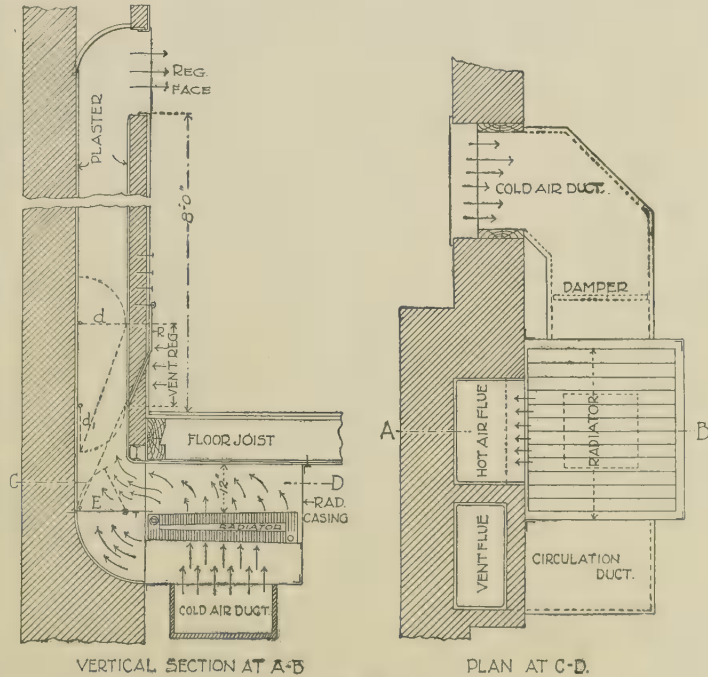 REG.
FACE
PLASTER
8'-0"
d
R
VENT REG
d
FLOOR JOIST
C
E
D
RAD.
CASING
RADIATOR
COLD AIR DUCT.
VERTICAL SECTION AT A-B
COLD AIR DUCT.
DAMPER
A
HOT AIR FLUE
RADIATOR
B
VENT FLUE
CIRCULATION
DUCT.
PLAN AT C-D.